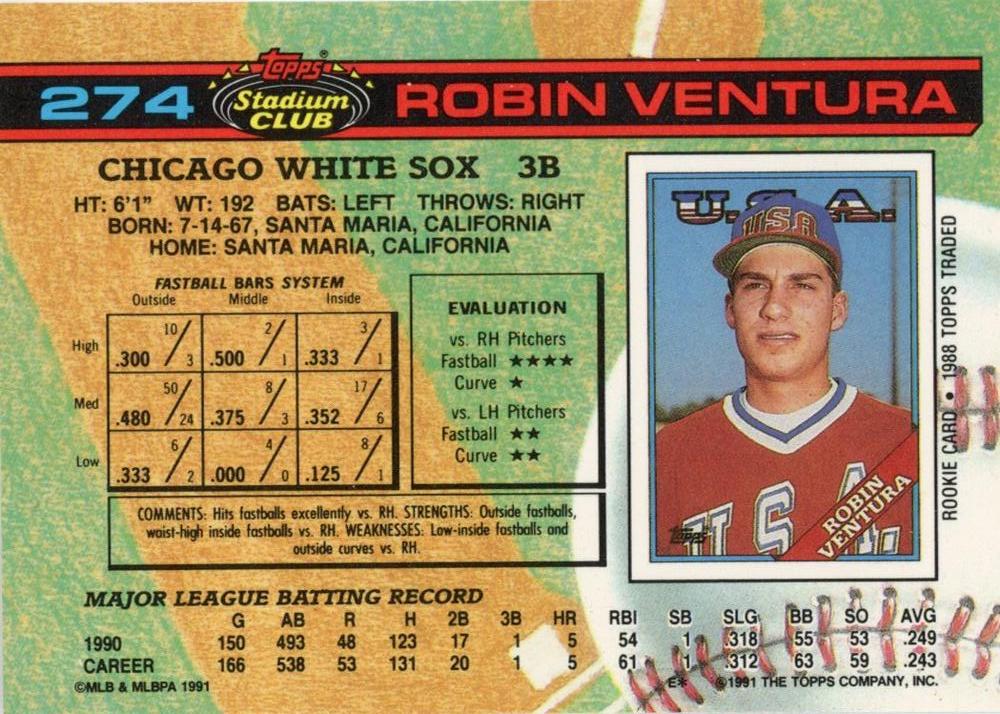 274 Topps® Stadium CLUB ROBIN VENTURA
CHICAGO WHITE SOX 3B
HT: 6'1" WT: 192 BATS: LEFT THROWS: RIGHT
BORN: 7-14-67, SANTA MARIA, CALIFORNIA
HOME: SANTA MARIA, CALIFORNIA
FASTBALL BARS SYSTEM
Outside Middle Inside
High .300 10/3 .500 2/1 .333 3/1
Med .480 50/24 .375 8/3 .352 17/6
Low .333 6/2 .000 4/0 .125 8/1
EVALUATION
vs. RH Pitchers
Fastball ★★★★
Curve ★
vs. LH Pitchers
Fastball ★★
Curve ★★
COMMENTS: Hits fastballs excellently vs. RH. STRENGTHS: Outside fastballs,
waist-high inside fastballs vs. RH. WEAKNESSES: Low-inside fastballs and
outside curves vs. RH.
U.S.A.
USA
U.S.A.
Topps
ROBIN
VENTURA
ROOKIE CARD • 1988 TOPPS TRADED
MAJOR LEAGUE BATTING RECORD
G AB R H 2B 3B HR RBI SB SLG BB SO AVG
1990 150 493 48 123 17 1 5 54 1 .318 55 53 .249
CAREER 166 538 53 131 20 1 5 61 1 .312 63 59 .243
©MLB & MLBPA 1991 E* ©1991 THE TOPPS COMPANY, INC.